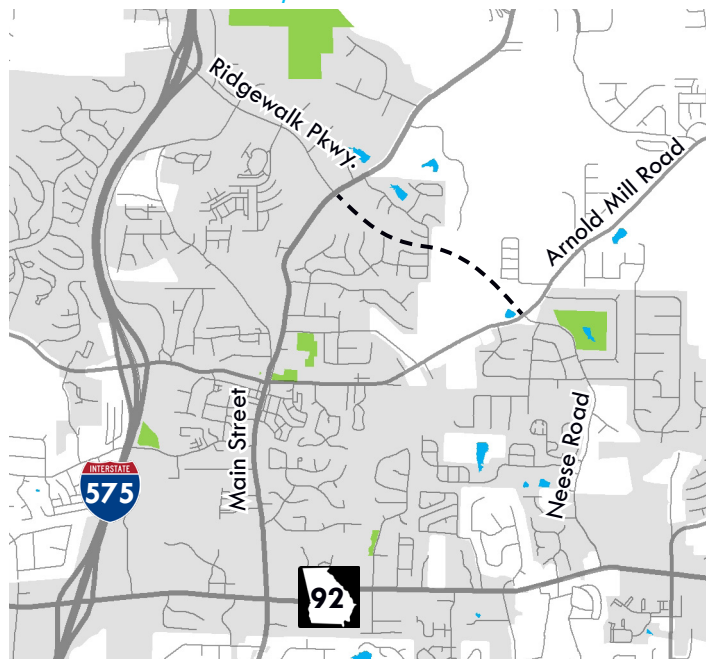 Ridgewalk Pkwy.
Arnold Mill Road
Main Street
Neese Road
INTERSTATE
575
92